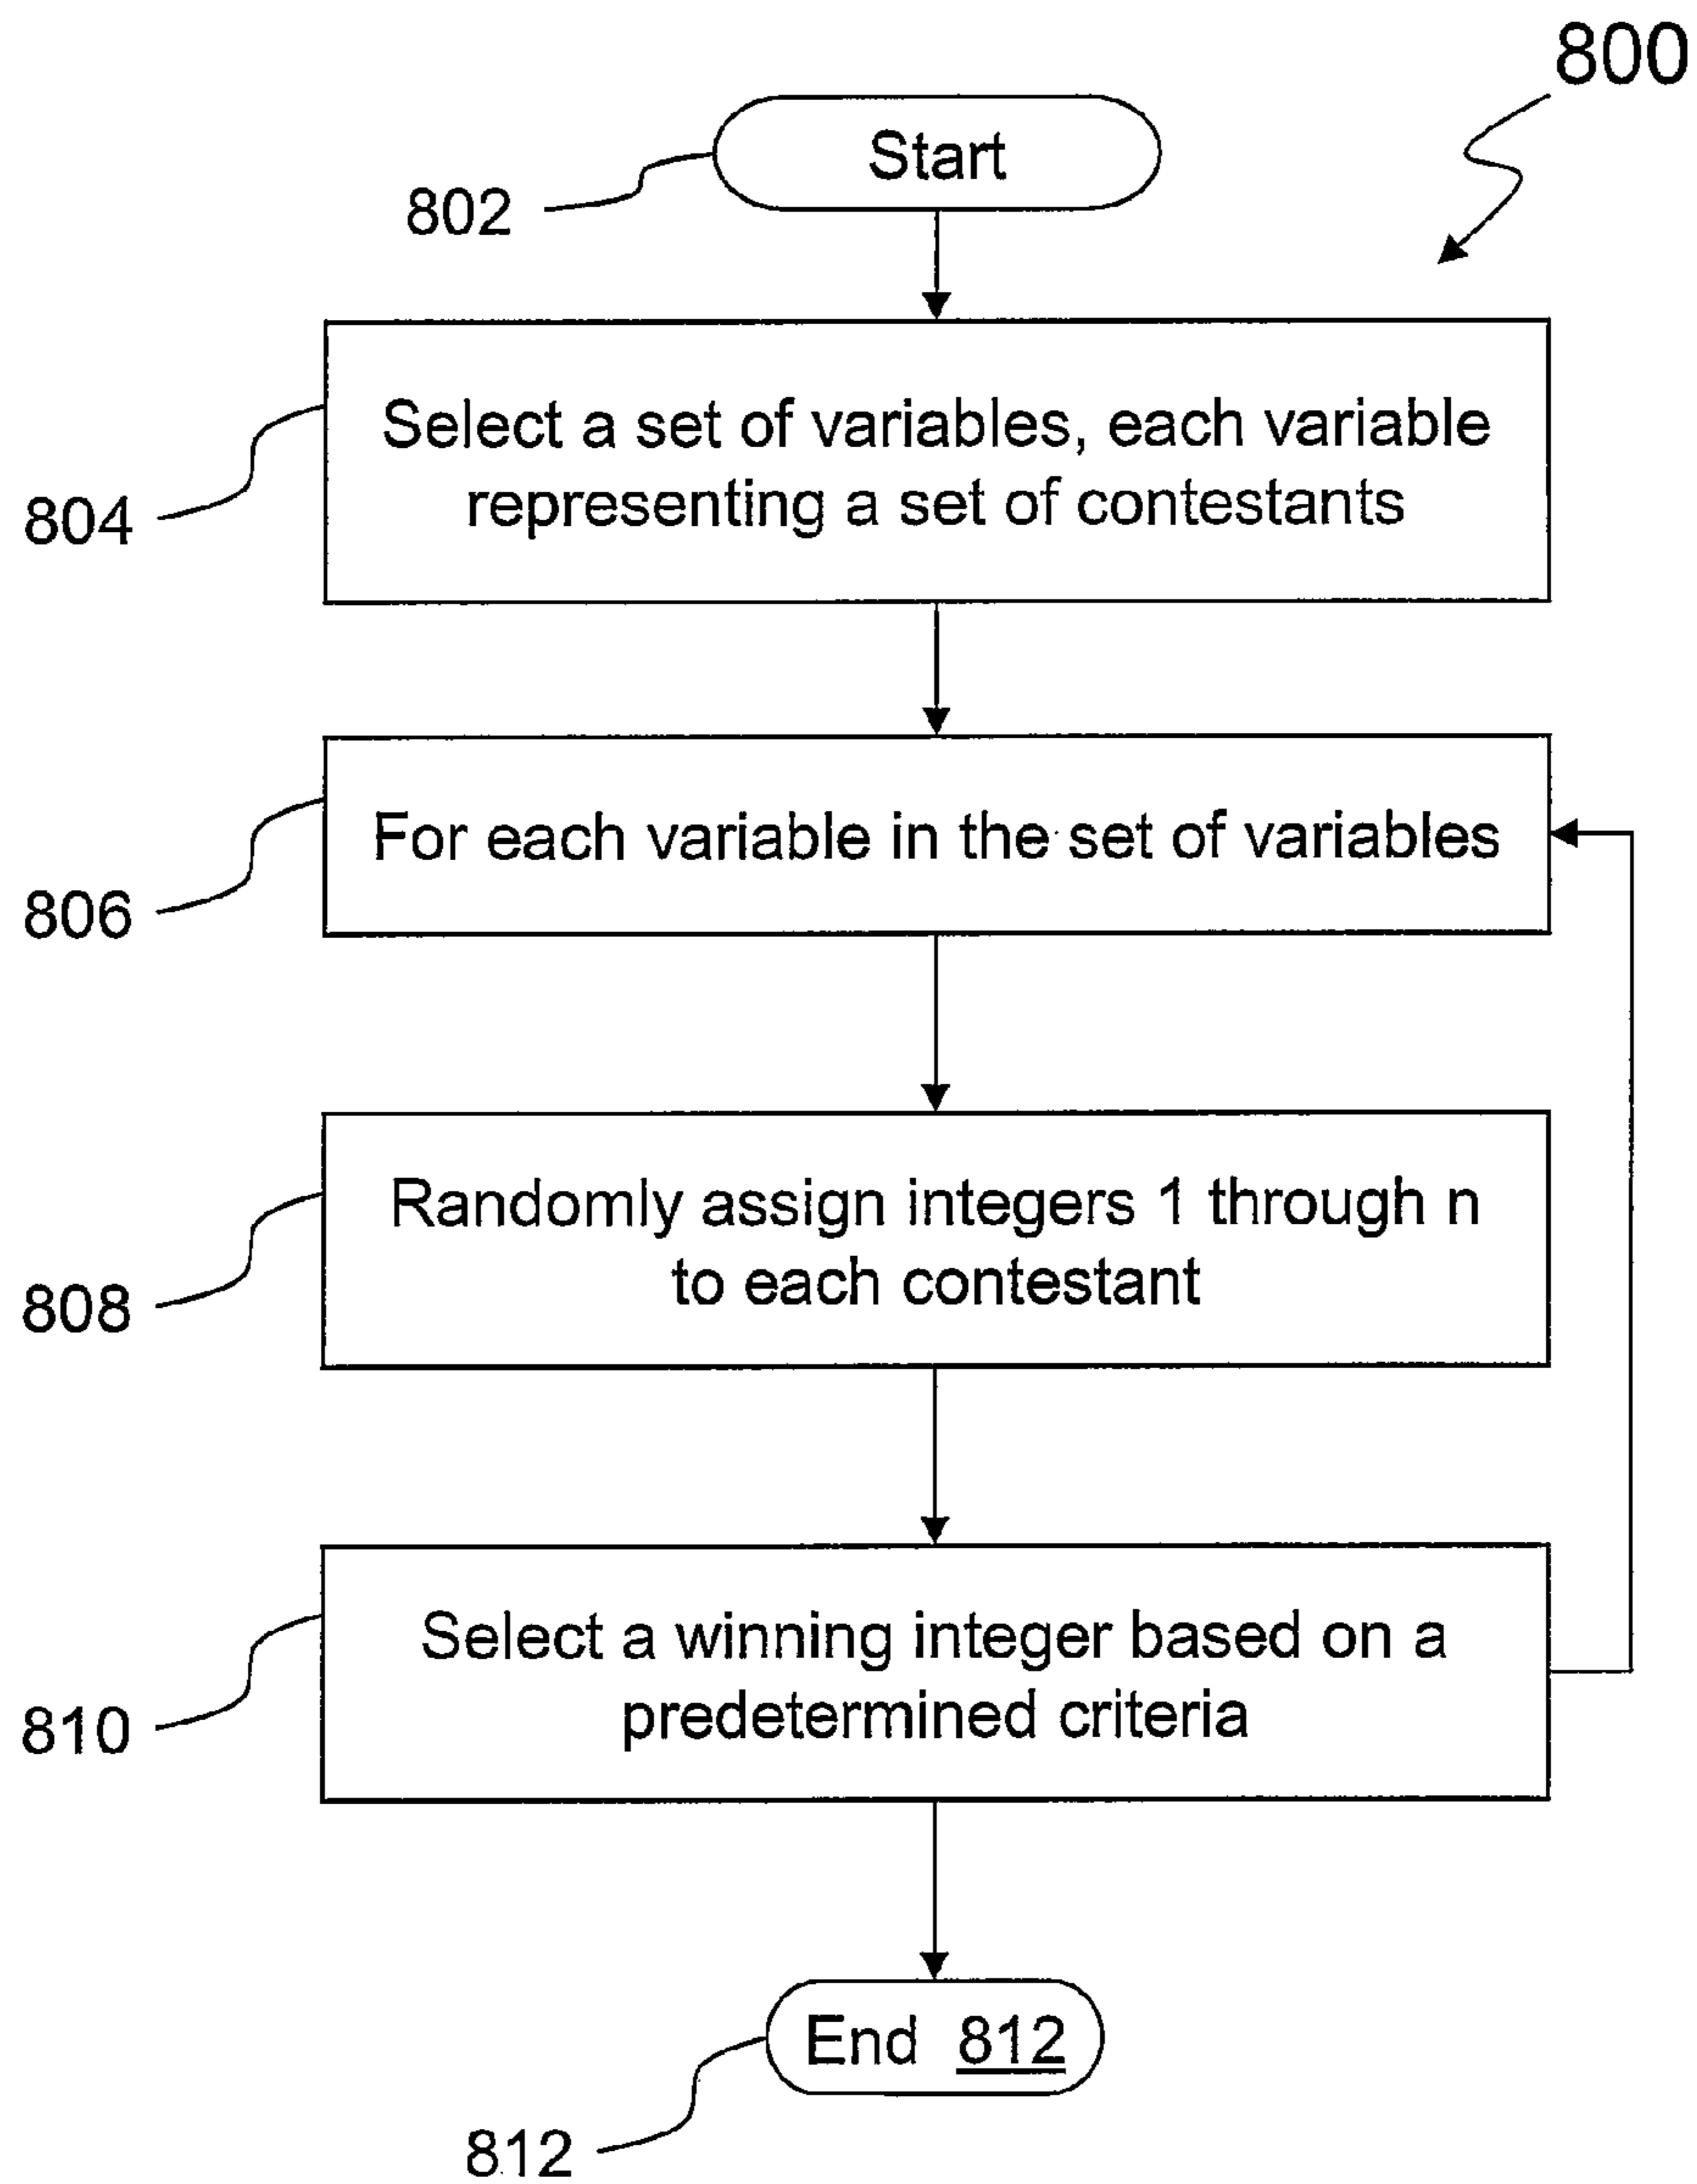 800
Start
802
Select a set of variables, each variable
representing a set of contestants
804
For each variable in the set of variables
806
Randomly assign integers 1 through n
to each contestant
808
Select a winning integer based on a
predetermined criteria
810
End 812
812